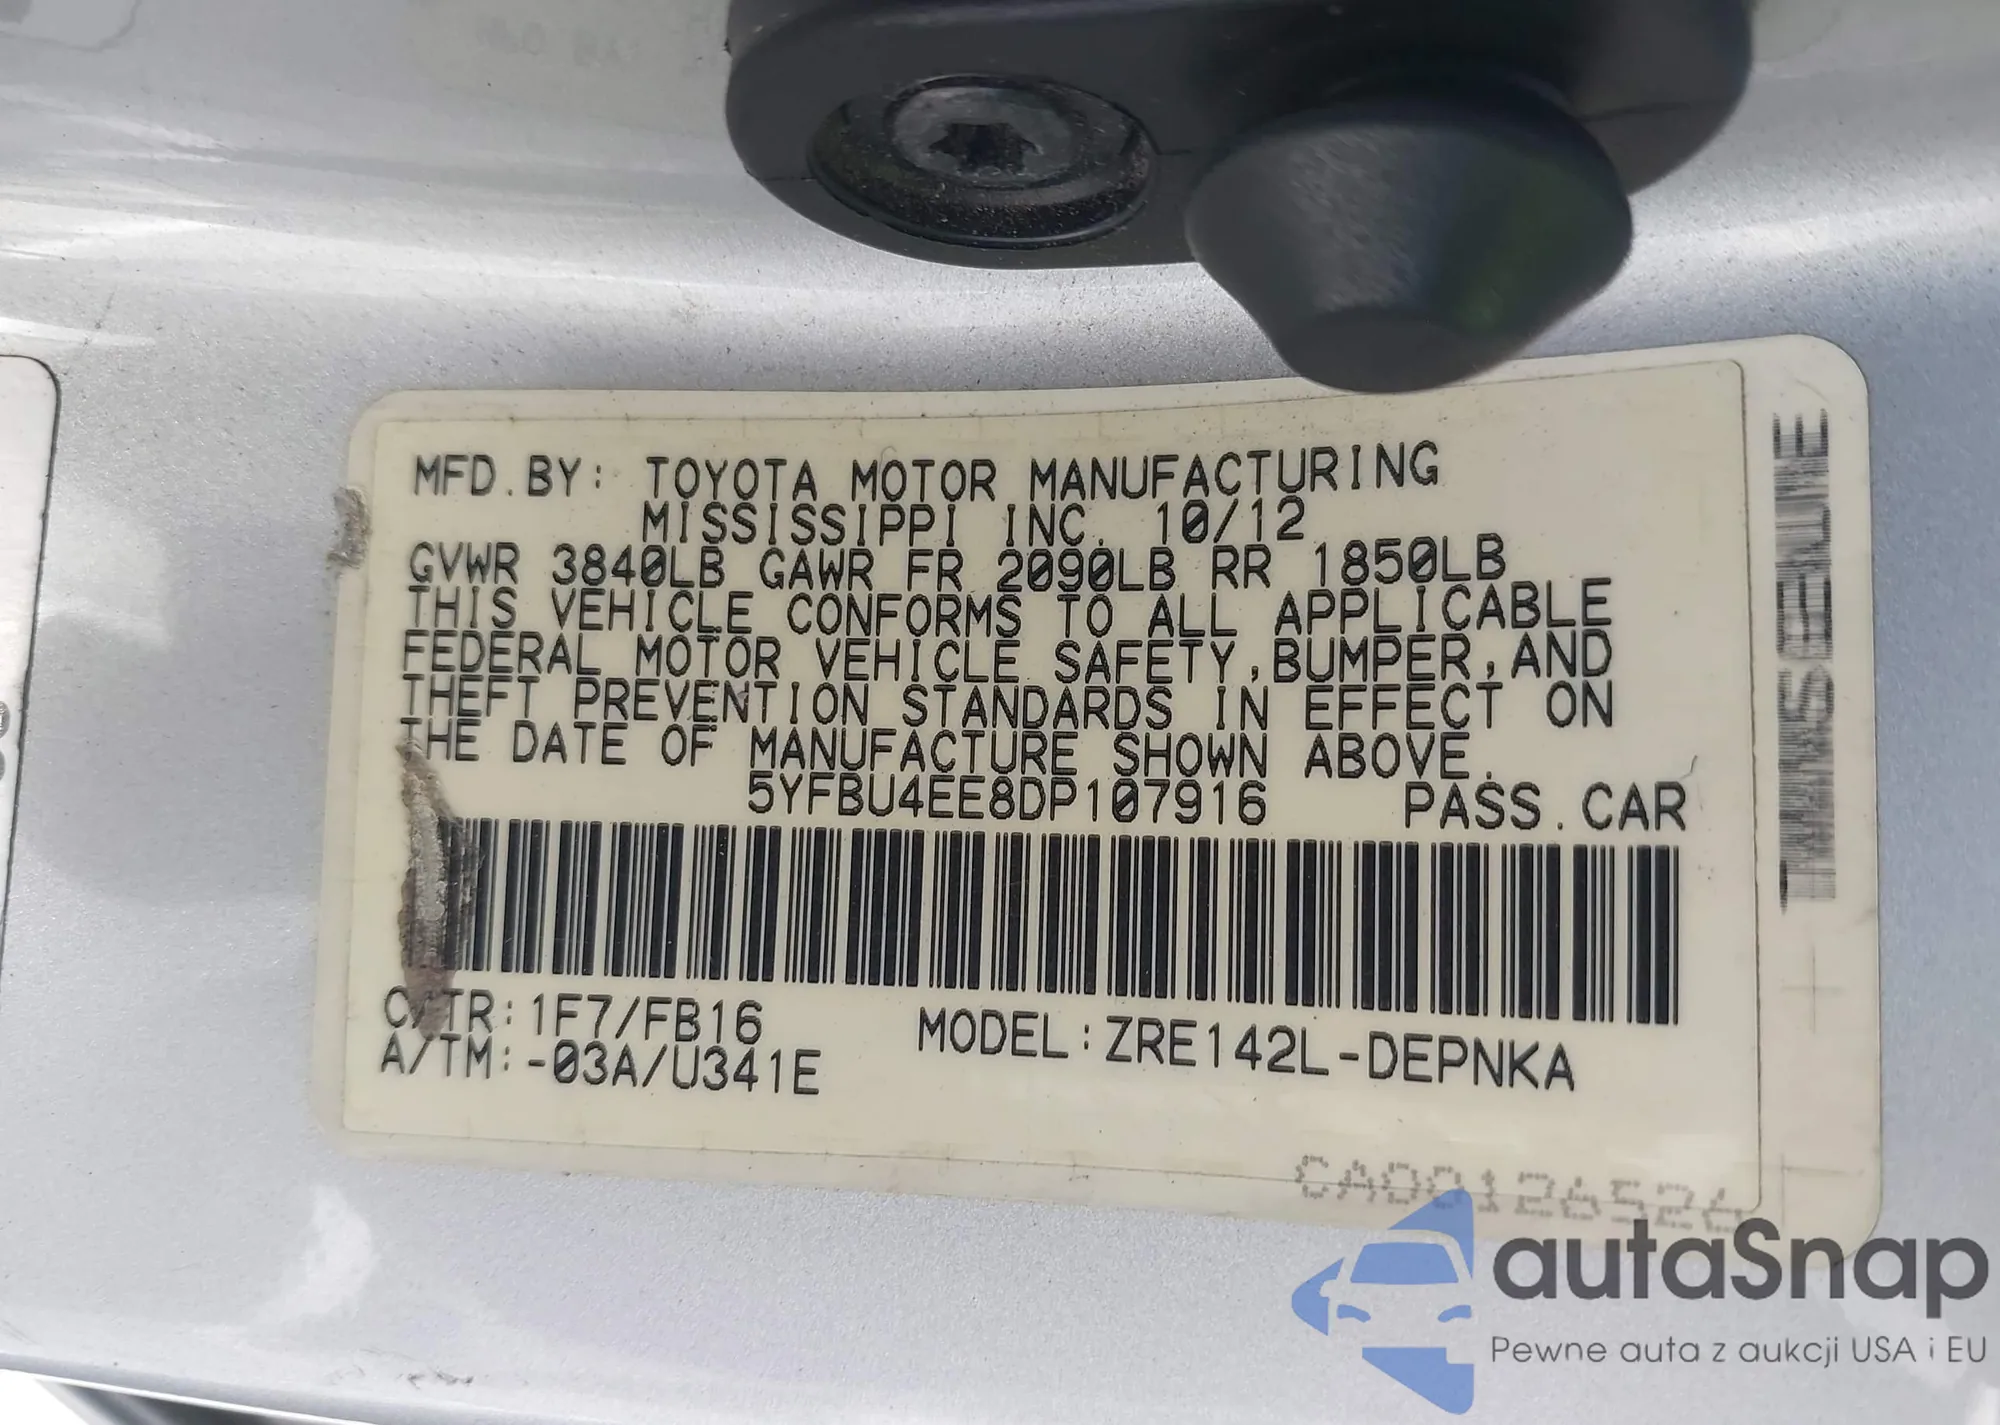 MFD.BY: TOYOTA MOTOR MANUFACTURING
MISSISSIPPI INC. 10/12
GVWR 3840LB GAWR FR 2090LB RR 1850LB
THIS VEHICLE CONFORMS TO ALL APPLICABLE
FEDERAL MOTOR VEHICLE SAFETY,BUMPER,AND
THEFT PREVENTION STANDARDS IN EFFECT ON
THE DATE OF MANUFACTURE SHOWN ABOVE.
5YFBU4EE8DP107916 PASS.CAR
C/TR:1F7/FB16 MODEL:ZRE142L-DEPNKA
A/TM:-03A/U341E
autaSnap
Pewne auta z aukcji USA i EU